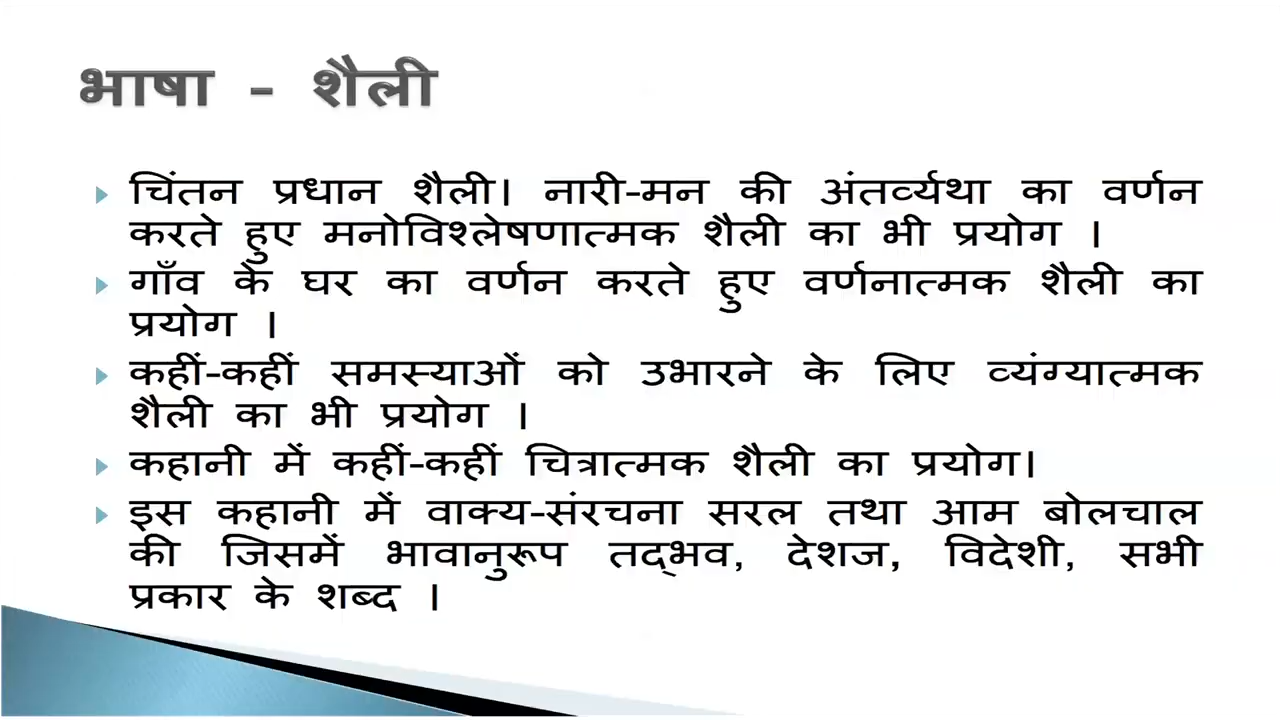 भाषा - शैली
चिंतन प्रधान शैली। नारी-मन की अंतर्व्यथा का वर्णन
करते हुए मनोविश्लेषणात्मक शैली का भी प्रयोग ।
गाँव के घर का वर्णन करते हुए वर्णनात्मक शैली का
प्रयोग ।
कहीं-कहीं समस्याओं को उभारने के लिए व्यंग्यात्मक
शैली का भी प्रयोग ।
कहानी में कहीं-कहीं चित्रात्मक शैली का प्रयोग।
इस कहानी में वाक्य-संरचना सरल तथा आम बोलचाल
की जिसमें भावानुरूप तद्‌भव, देशज, विदेशी, सभी
प्रकार के शब्द ।